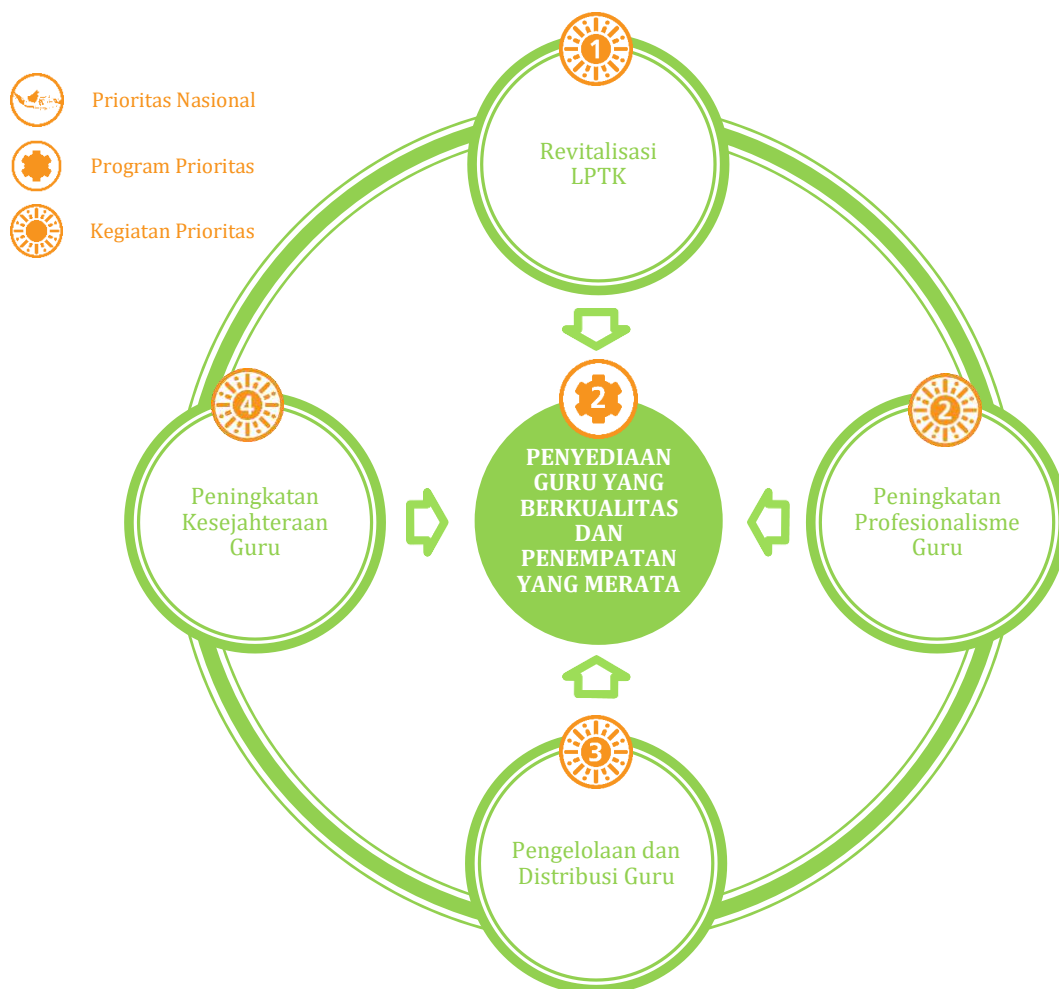 Prioritas Nasional
Program Prioritas
Kegiatan Prioritas
1
Revitalisasi
LPTK
4
Peningkatan
Kesejahteraan
Guru
2
PENYEDIAAN
GURU YANG
BERKUALITAS
DAN
PENEMPATAN
YANG MERATA
2
Peningkatan
Profesionalisme
Guru
3
Pengelolaan dan
Distribusi Guru